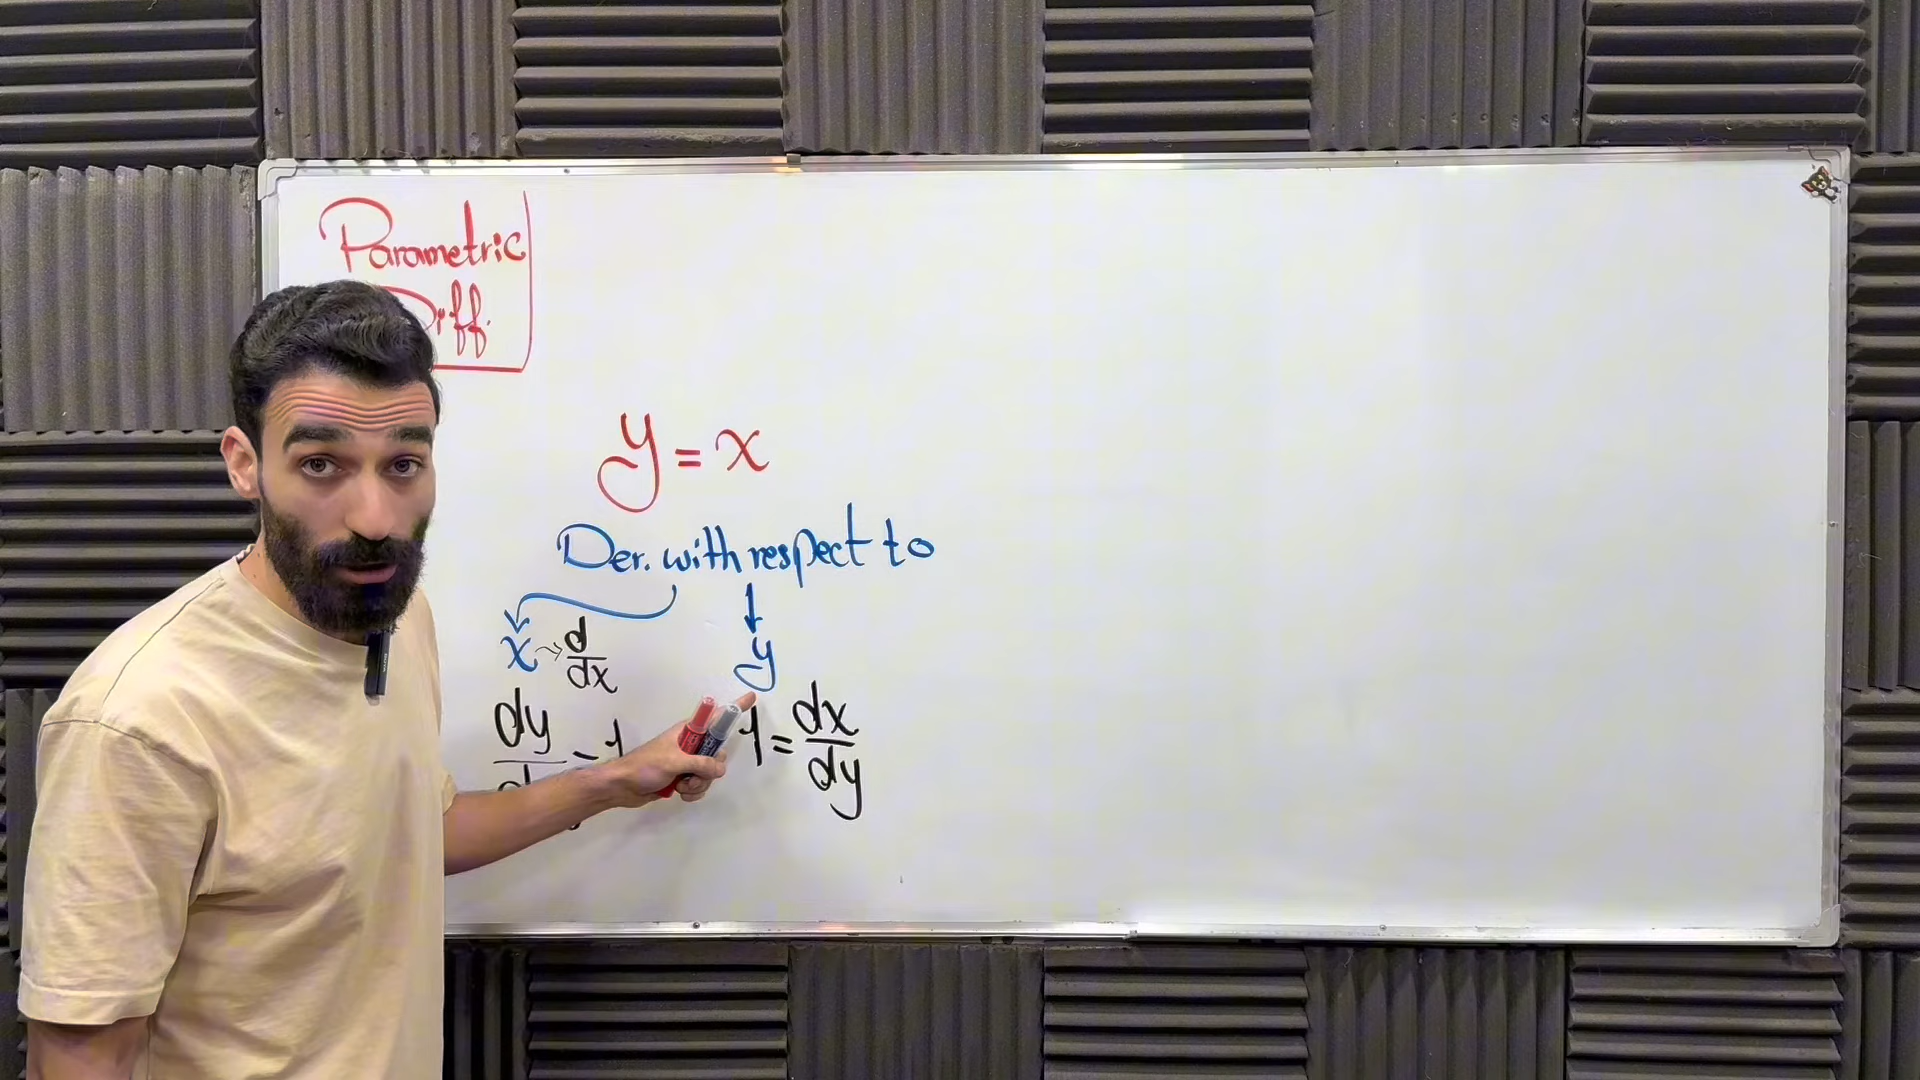 Parametric
Diff.
y = x
Der. with respect to
x → d/dx
y
dy
1 = dx/dy